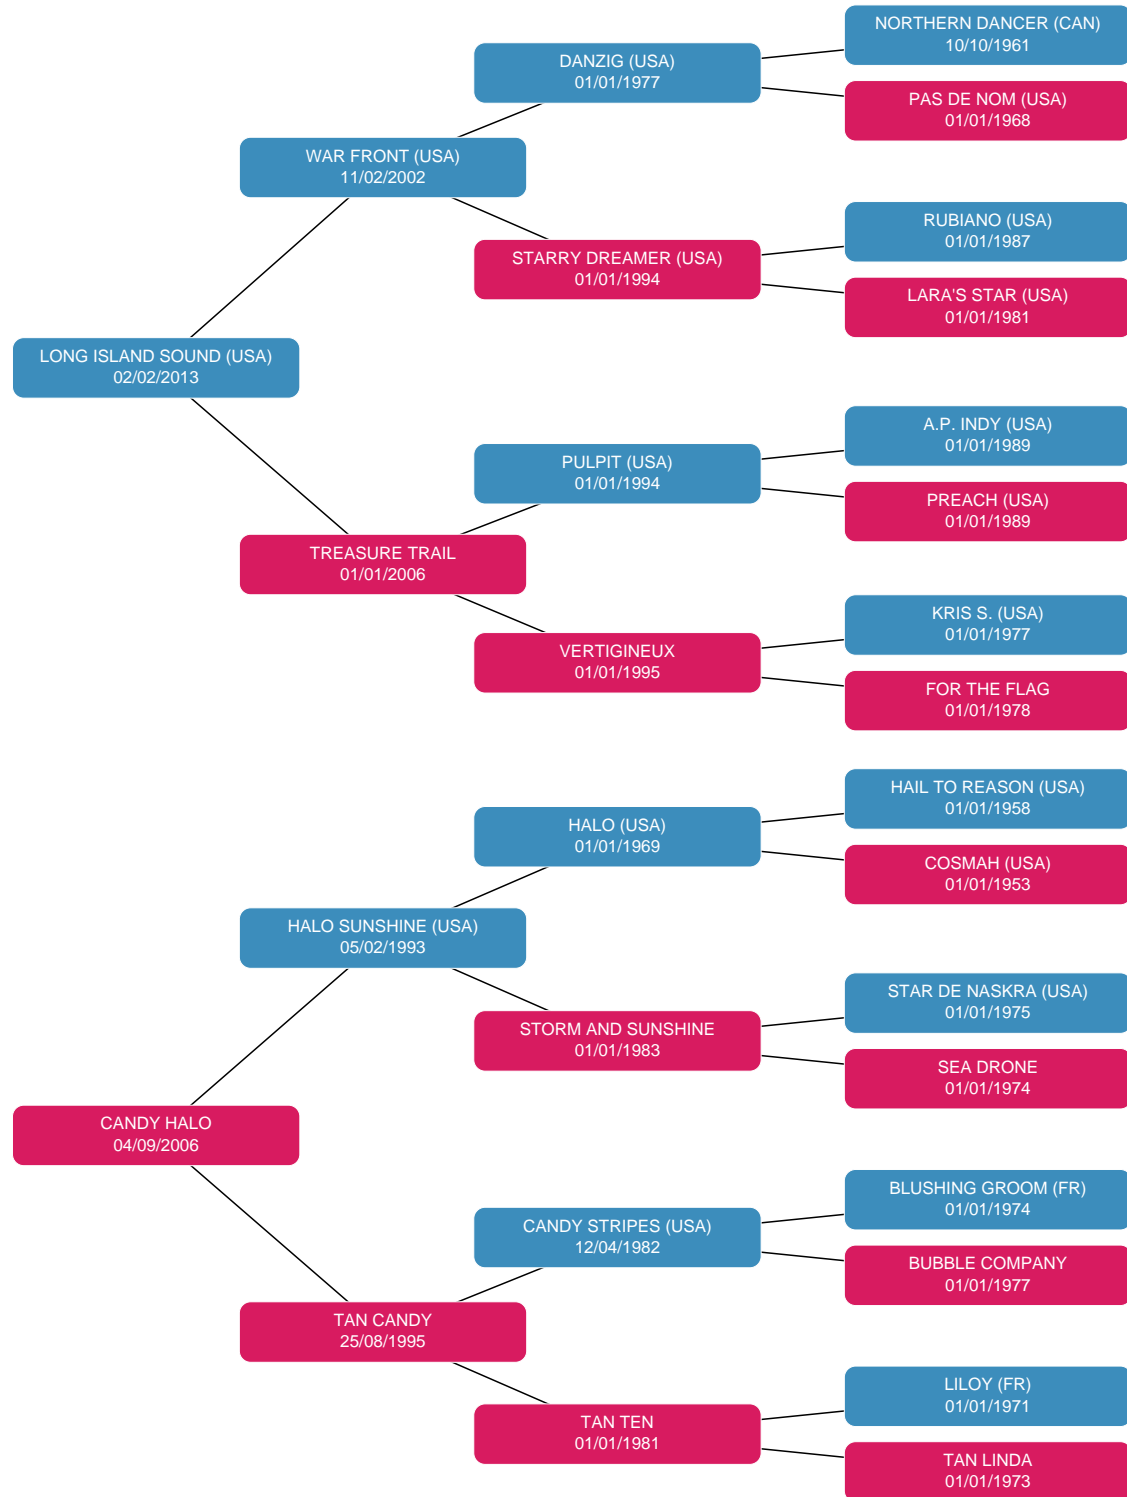 NORTHERN DANCER (CAN)
10/10/1961
DANZIG (USA)
01/01/1977
PAS DE NOM (USA)
01/01/1968
WAR FRONT (USA)
11/02/2002
RUBIANO (USA)
01/01/1987
STARRY DREAMER (USA)
01/01/1994
LARA'S STAR (USA)
01/01/1981
LONG ISLAND SOUND (USA)
02/02/2013
A.P. INDY (USA)
01/01/1989
PULPIT (USA)
01/01/1994
PREACH (USA)
01/01/1989
TREASURE TRAIL
01/01/2006
KRIS S. (USA)
01/01/1977
VERTIGINEUX
01/01/1995
FOR THE FLAG
01/01/1978
HAIL TO REASON (USA)
01/01/1958
HALO (USA)
01/01/1969
COSMAH (USA)
01/01/1953
HALO SUNSHINE (USA)
05/02/1993
STAR DE NASKRA (USA)
01/01/1975
STORM AND SUNSHINE
01/01/1983
SEA DRONE
01/01/1974
CANDY HALO
04/09/2006
BLUSHING GROOM (FR)
01/01/1974
CANDY STRIPES (USA)
12/04/1982
BUBBLE COMPANY
01/01/1977
TAN CANDY
25/08/1995
LILOY (FR)
01/01/1971
TAN TEN
01/01/1981
TAN LINDA
01/01/1973